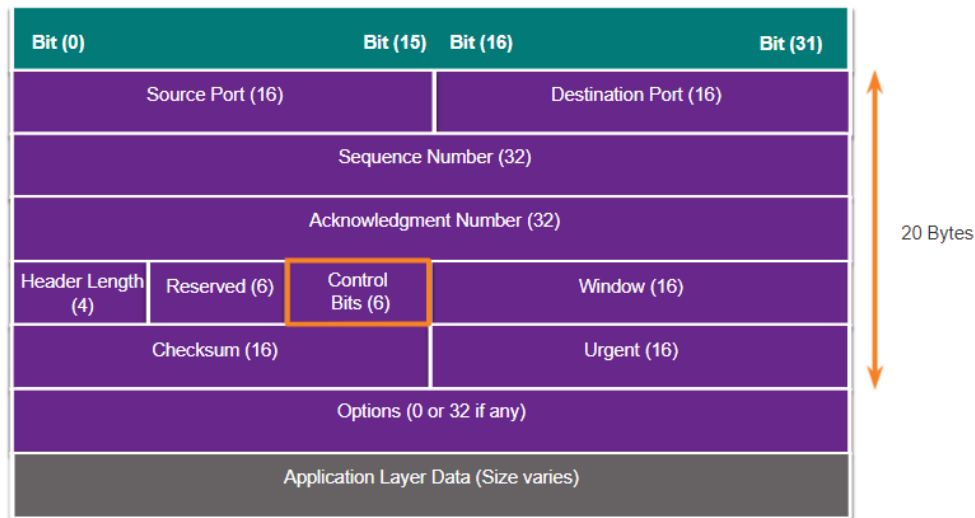 Bit (0) Bit (15) Bit (16) Bit (31)
Source Port (16) Destination Port (16)
Sequence Number (32)
Acknowledgment Number (32)
20 Bytes
Header Length
(4)
Reserved (6)
Control
Bits (6)
Window (16)
Checksum (16) Urgent (16)
Options (0 or 32 if any)
Application Layer Data (Size varies)